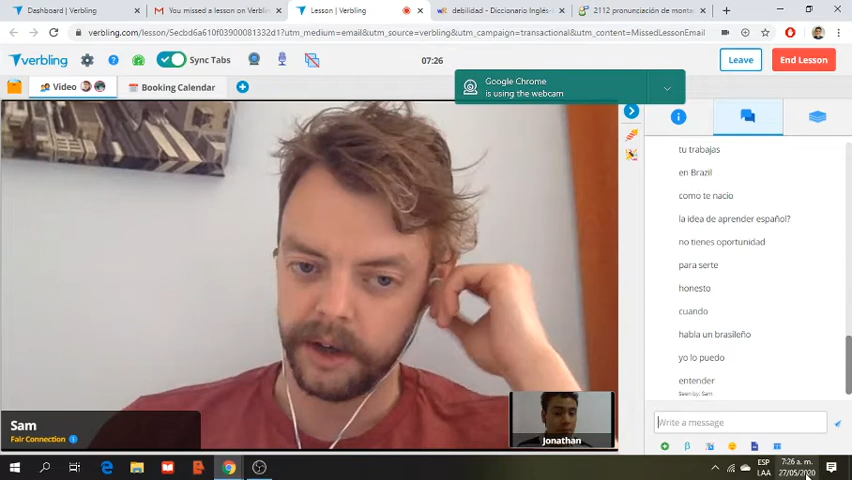 Dashboard | Verbling
You missed a lesson on Verblin
Lesson | Verbling
debilidad - Diccionario Inglés-
2112 pronunciación de monta
verbling.com/lesson/5ecbd6a610f03900081332d1?utm_medium=email&utm_source=verbling&utm_campaign=transactional&utm_content=MissedLessonEmail
verbling
Sync Tabs
07:26
Google Chrome
is using the webcam
Leave
End Lesson
Video
Booking Calendar
tu trabajas
en Brazil
como te nacio
la idea de aprender español?
no tienes oportunidad
para serte
honesto
cuando
habla un brasileño
yo lo puedo
entender
Seen by: Sam
Write a message
Sam
Fair Connection
Jonathan
ESP
LAA
7:26 a. m.
27/05/2020